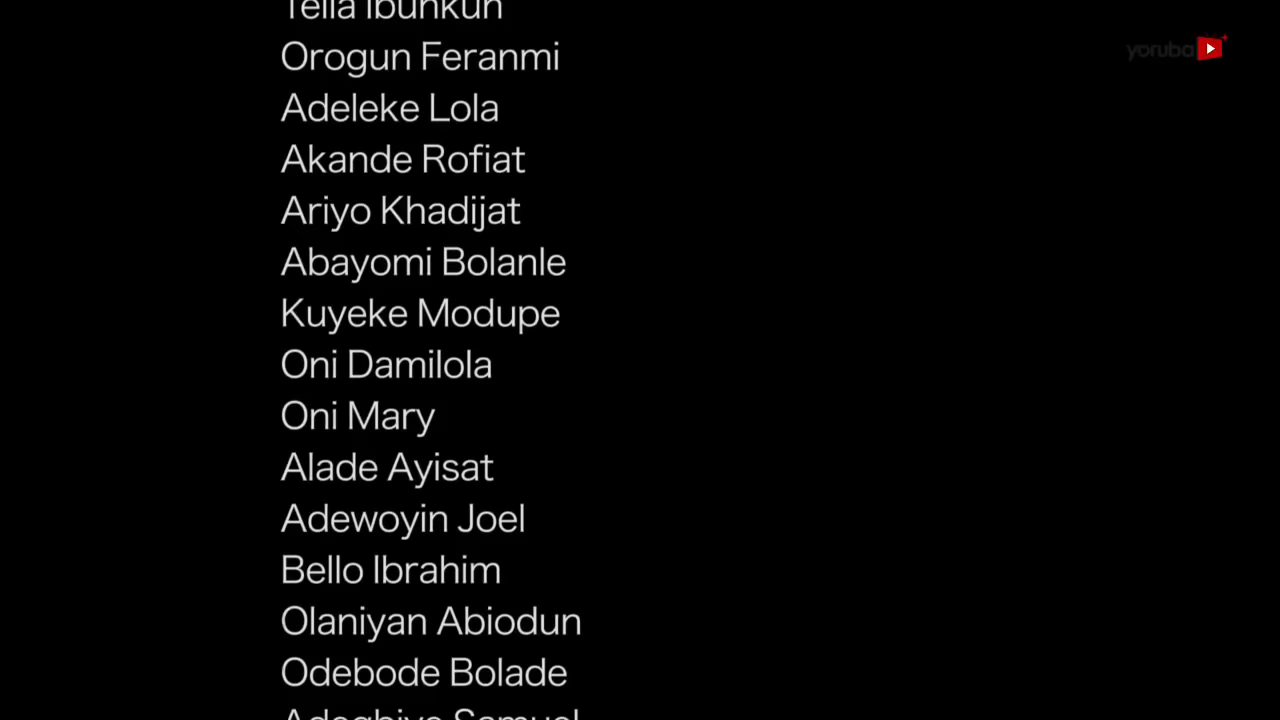 Orogun Feranmi
Adeleke Lola
Akande Rofiat
Ariyo Khadijat
Abayomi Bolanle
Kuyeke Modupe
Oni Damilola
Oni Mary
Alade Ayisat
Adewoyin Joel
Bello Ibrahim
Olaniyan Abiodun
Odebode Bolade
yoruba